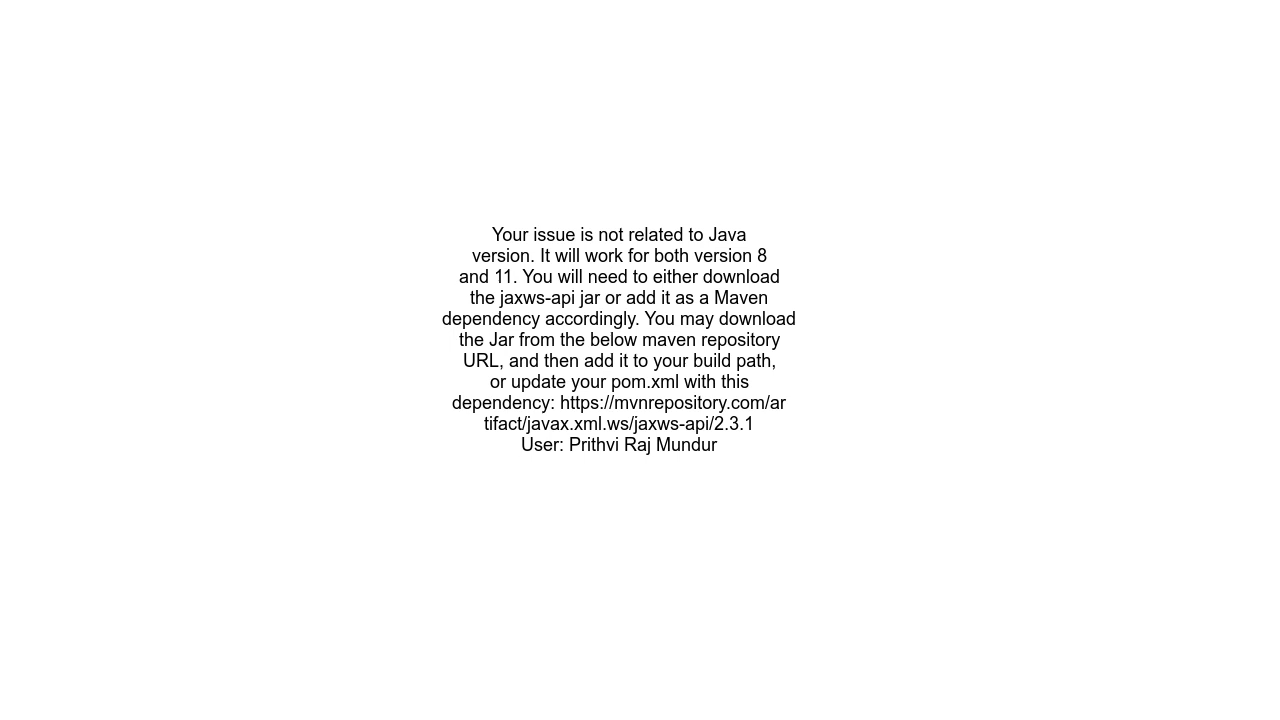 Your issue is not related to Java
version. It will work for both version 8
and 11. You will need to either download
the jaxws-api jar or add it as a Maven
dependency accordingly. You may download
the Jar from the below maven repository
URL, and then add it to your build path,
or update your pom.xml with this
dependency: https://mvnrepository.com/ar
tifact/javax.xml.ws/jaxws-api/2.3.1
User: Prithvi Raj Mundur